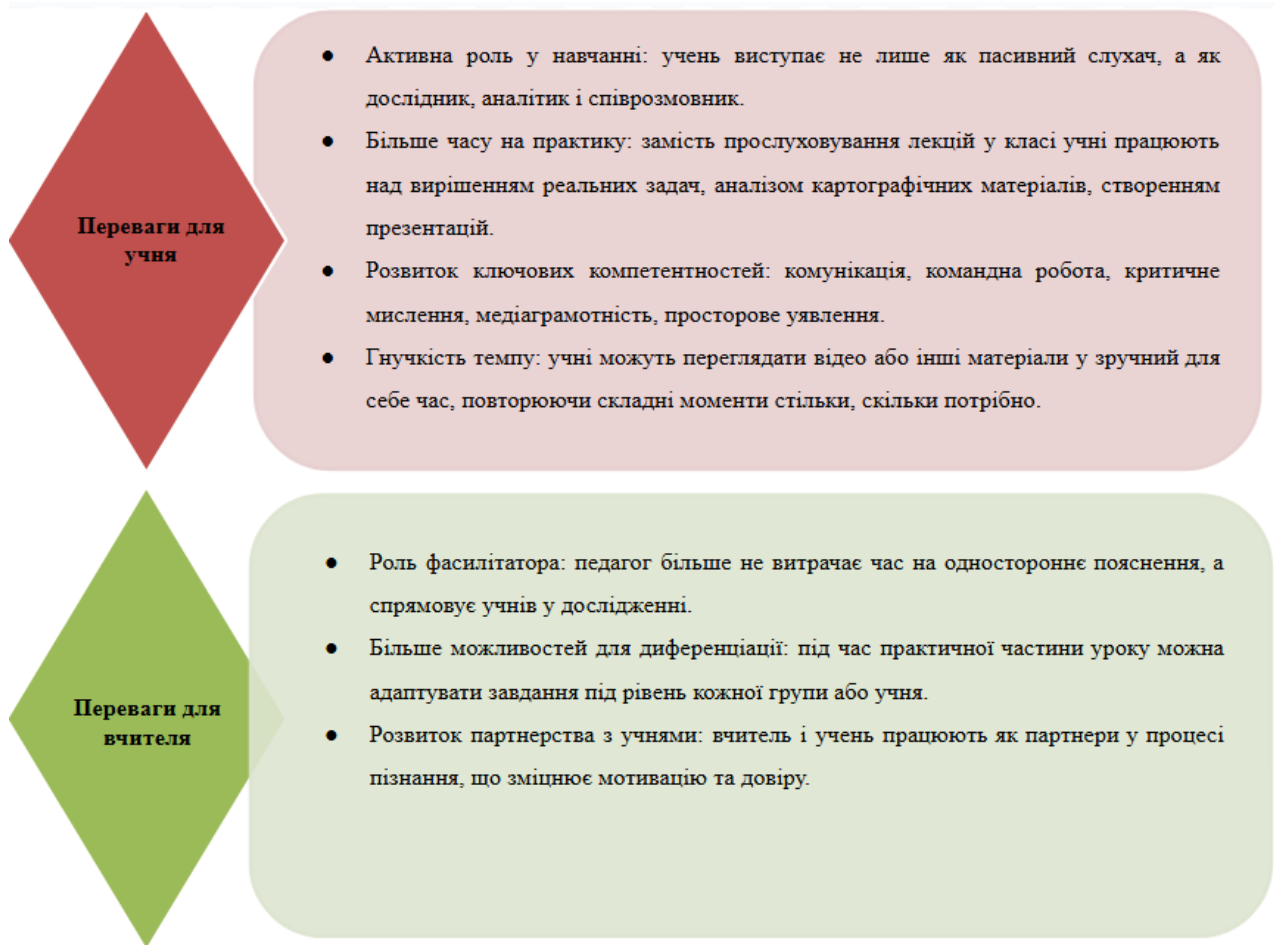 Переваги для
учня
● Активна роль у навчанні: учень виступає не лише як пасивний слухач, а як
дослідник, аналітик і співрозмовник.
● Більше часу на практику: замість прослуховування лекцій у класі учні працюють
над вирішенням реальних задач, аналізом картографічних матеріалів, створенням
презентацій.
● Розвиток ключових компетентностей: комунікація, командна робота, критичне
мислення, медіаграмотність, просторове уявлення.
● Гнучкість темпу: учні можуть переглядати відео або інші матеріали у зручний для
себе час, повторюючи складні моменти стільки, скільки потрібно.
Переваги для
вчителя
● Роль фасилітатора: педагог більше не витрачає час на одностороннє пояснення, а
спрямовує учнів у дослідженні.
● Більше можливостей для диференціації: під час практичної частини уроку можна
адаптувати завдання під рівень кожної групи або учня.
● Розвиток партнерства з учнями: вчитель і учень працюють як партнери у процесі
пізнання, що зміцнює мотивацію та довіру.